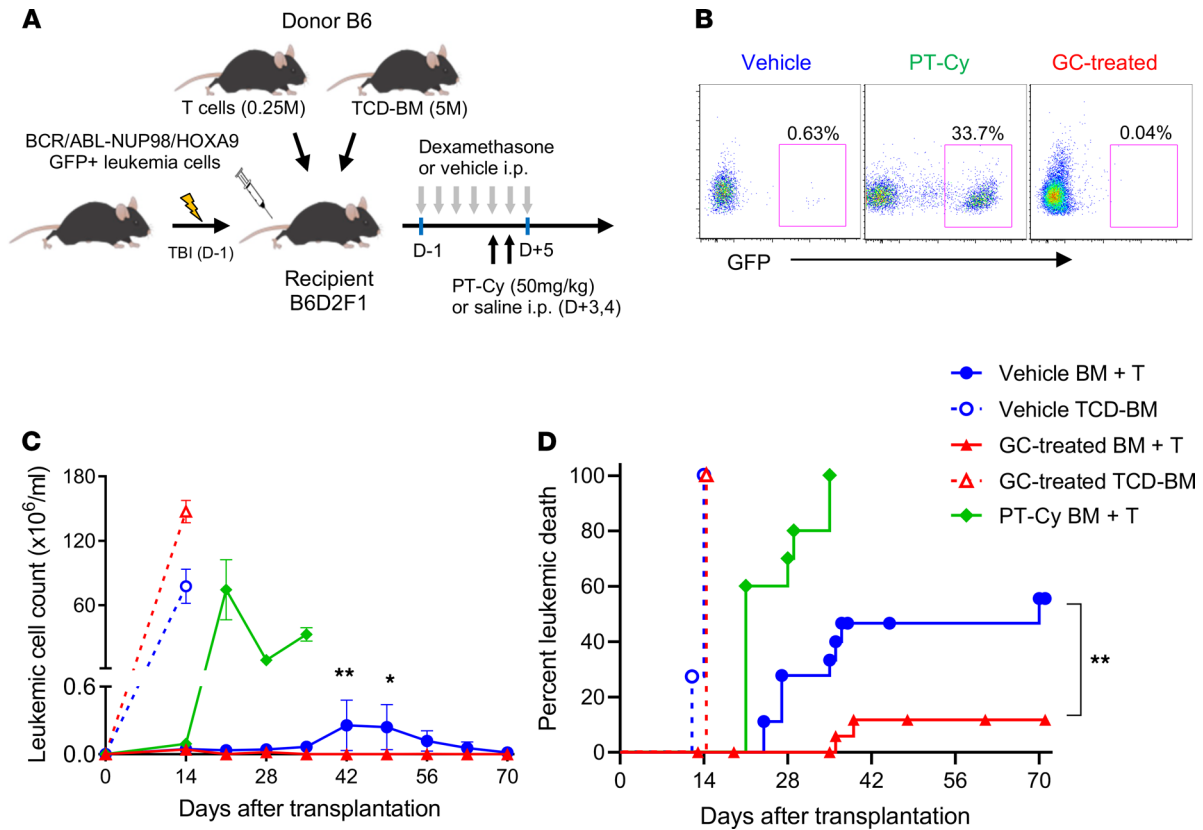 A
Donor B6
T cells (0.25M)
TCD-BM (5M)
BCR/ABL-NUP98/HOXA9
GFP+ leukemia cells
Dexamethasone
or vehicle i.p.
TBI (D-1)
D-1
D+5
Recipient
B6D2F1
PT-Cy (50mg/kg)
or saline i.p. (D+3,4)
B
Vehicle
PT-Cy
GC-treated
0.63%
33.7%
0.04%
GFP
Vehicle BM + T
Vehicle TCD-BM
GC-treated BM + T
GC-treated TCD-BM
PT-Cy BM + T
C
Leukemic cell count (x10⁶/ml)
180
120
60
0.6
0.0
**
*
0
14
28
42
56
70
Days after transplantation
D
Percent leukemic death
100
80
60
40
20
0
**
0
14
28
42
56
70
Days after transplantation